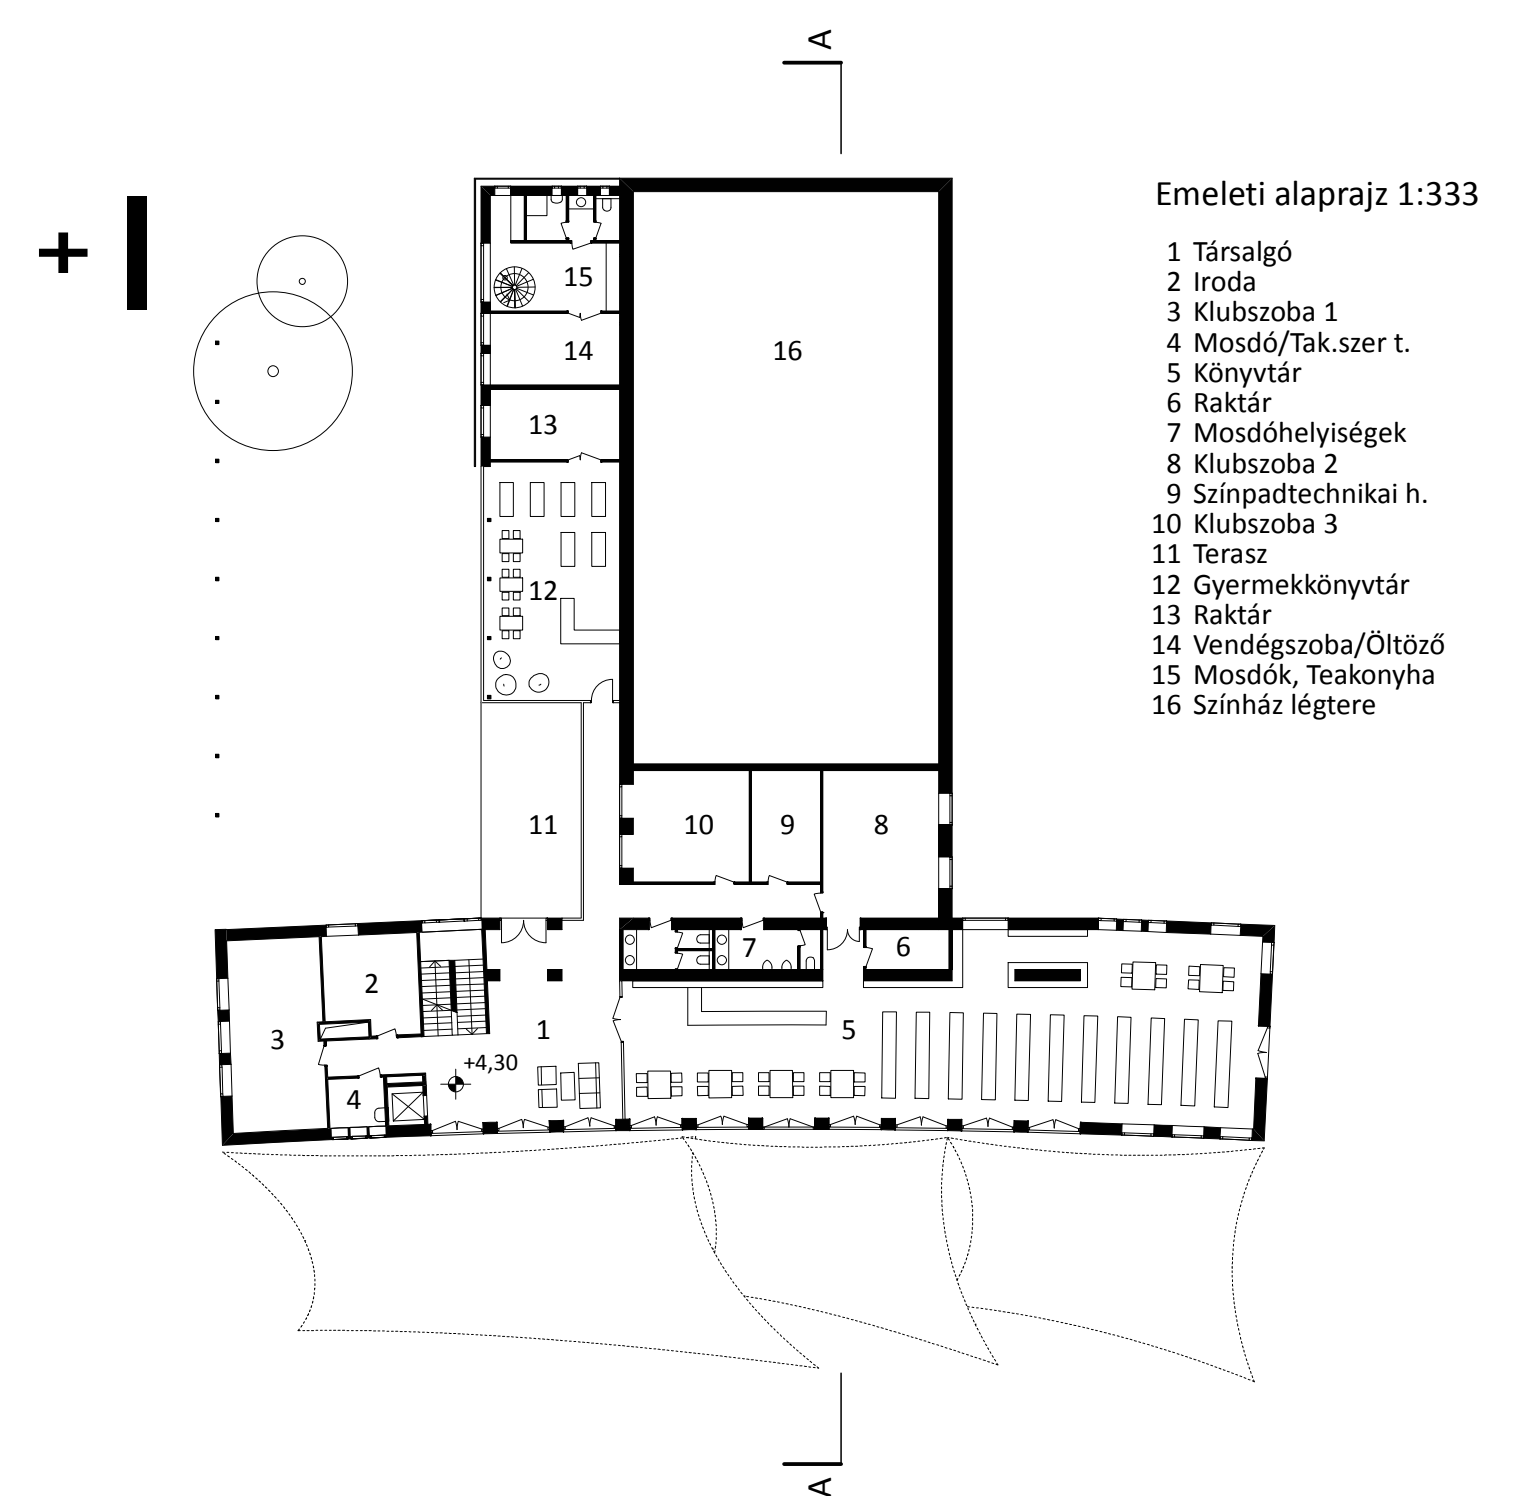 A
Emeleti alaprajz 1:333
1 Társalgó
2 Iroda
3 Klubszoba 1
4 Mosdó/Tak.szer t.
5 Könyvtár
6 Raktár
7 Mosdóhelyiségek
8 Klubszoba 2
9 Színpadtechnikai h.
10 Klubszoba 3
11 Terasz
12 Gyermekkönyvtár
13 Raktár
14 Vendégszoba/Öltöző
15 Mosdók, Teakonyha
16 Színház légtere
15
14
16
13
12
11
10
9
8
7
6
2
3
1
5
+4,30
4
A